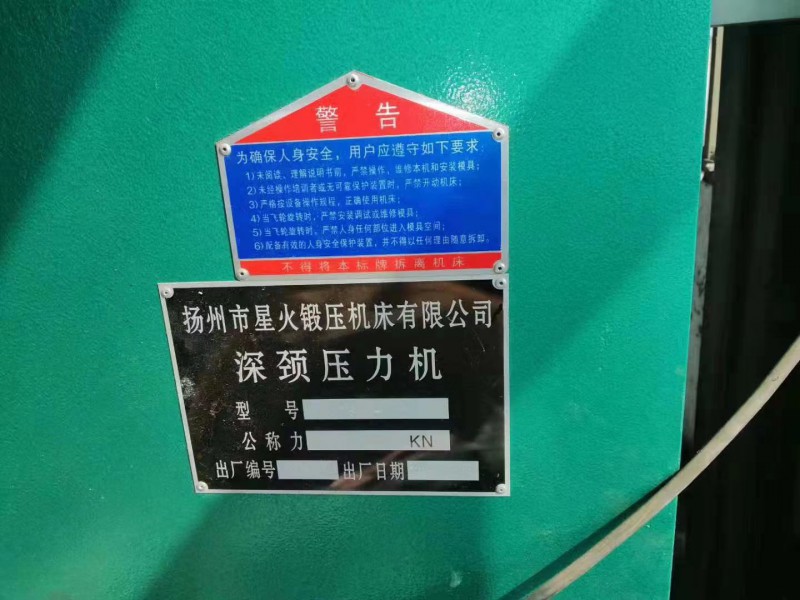 警告
为确保人身安全，用户应遵守如下要求
1)未阅读、理解说明书前，严禁操作、维修本机和安装模具；
2)未经操作培训者或无可靠保护装置时，严禁开动机床；
3)严格按设备操作规程，正确使用机床；
4)当飞轮旋转时，严禁安装调试或维修模具；
5)当飞轮旋转时，严禁人身任何部位进入模具空间；
6)配备有效的人身安全保护装置，并不得以任何理由随意拆卸。
不得将本标牌拆离机床
扬州市星火锻压机床有限公司
深颈压力机
型号
公称力 KN
出厂编号 出厂日期